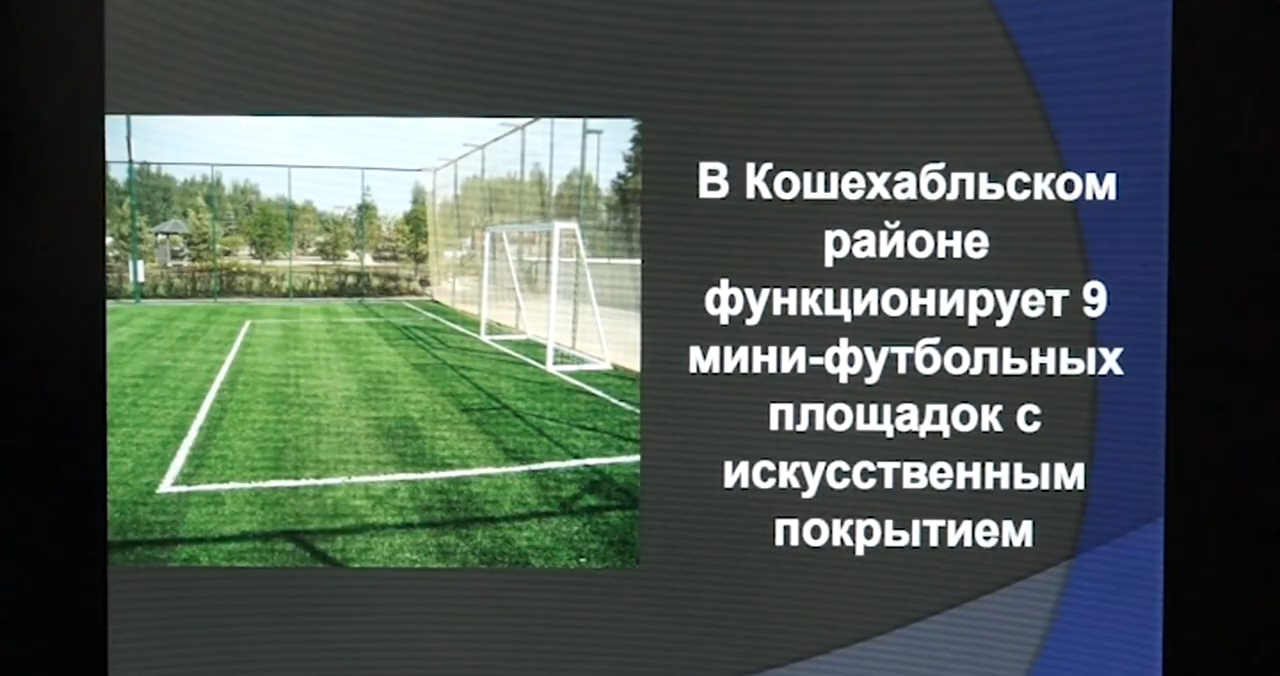 В Кошехабльском
районе
функционирует 9
мини-футбольных
площадок с
искусственным
покрытием